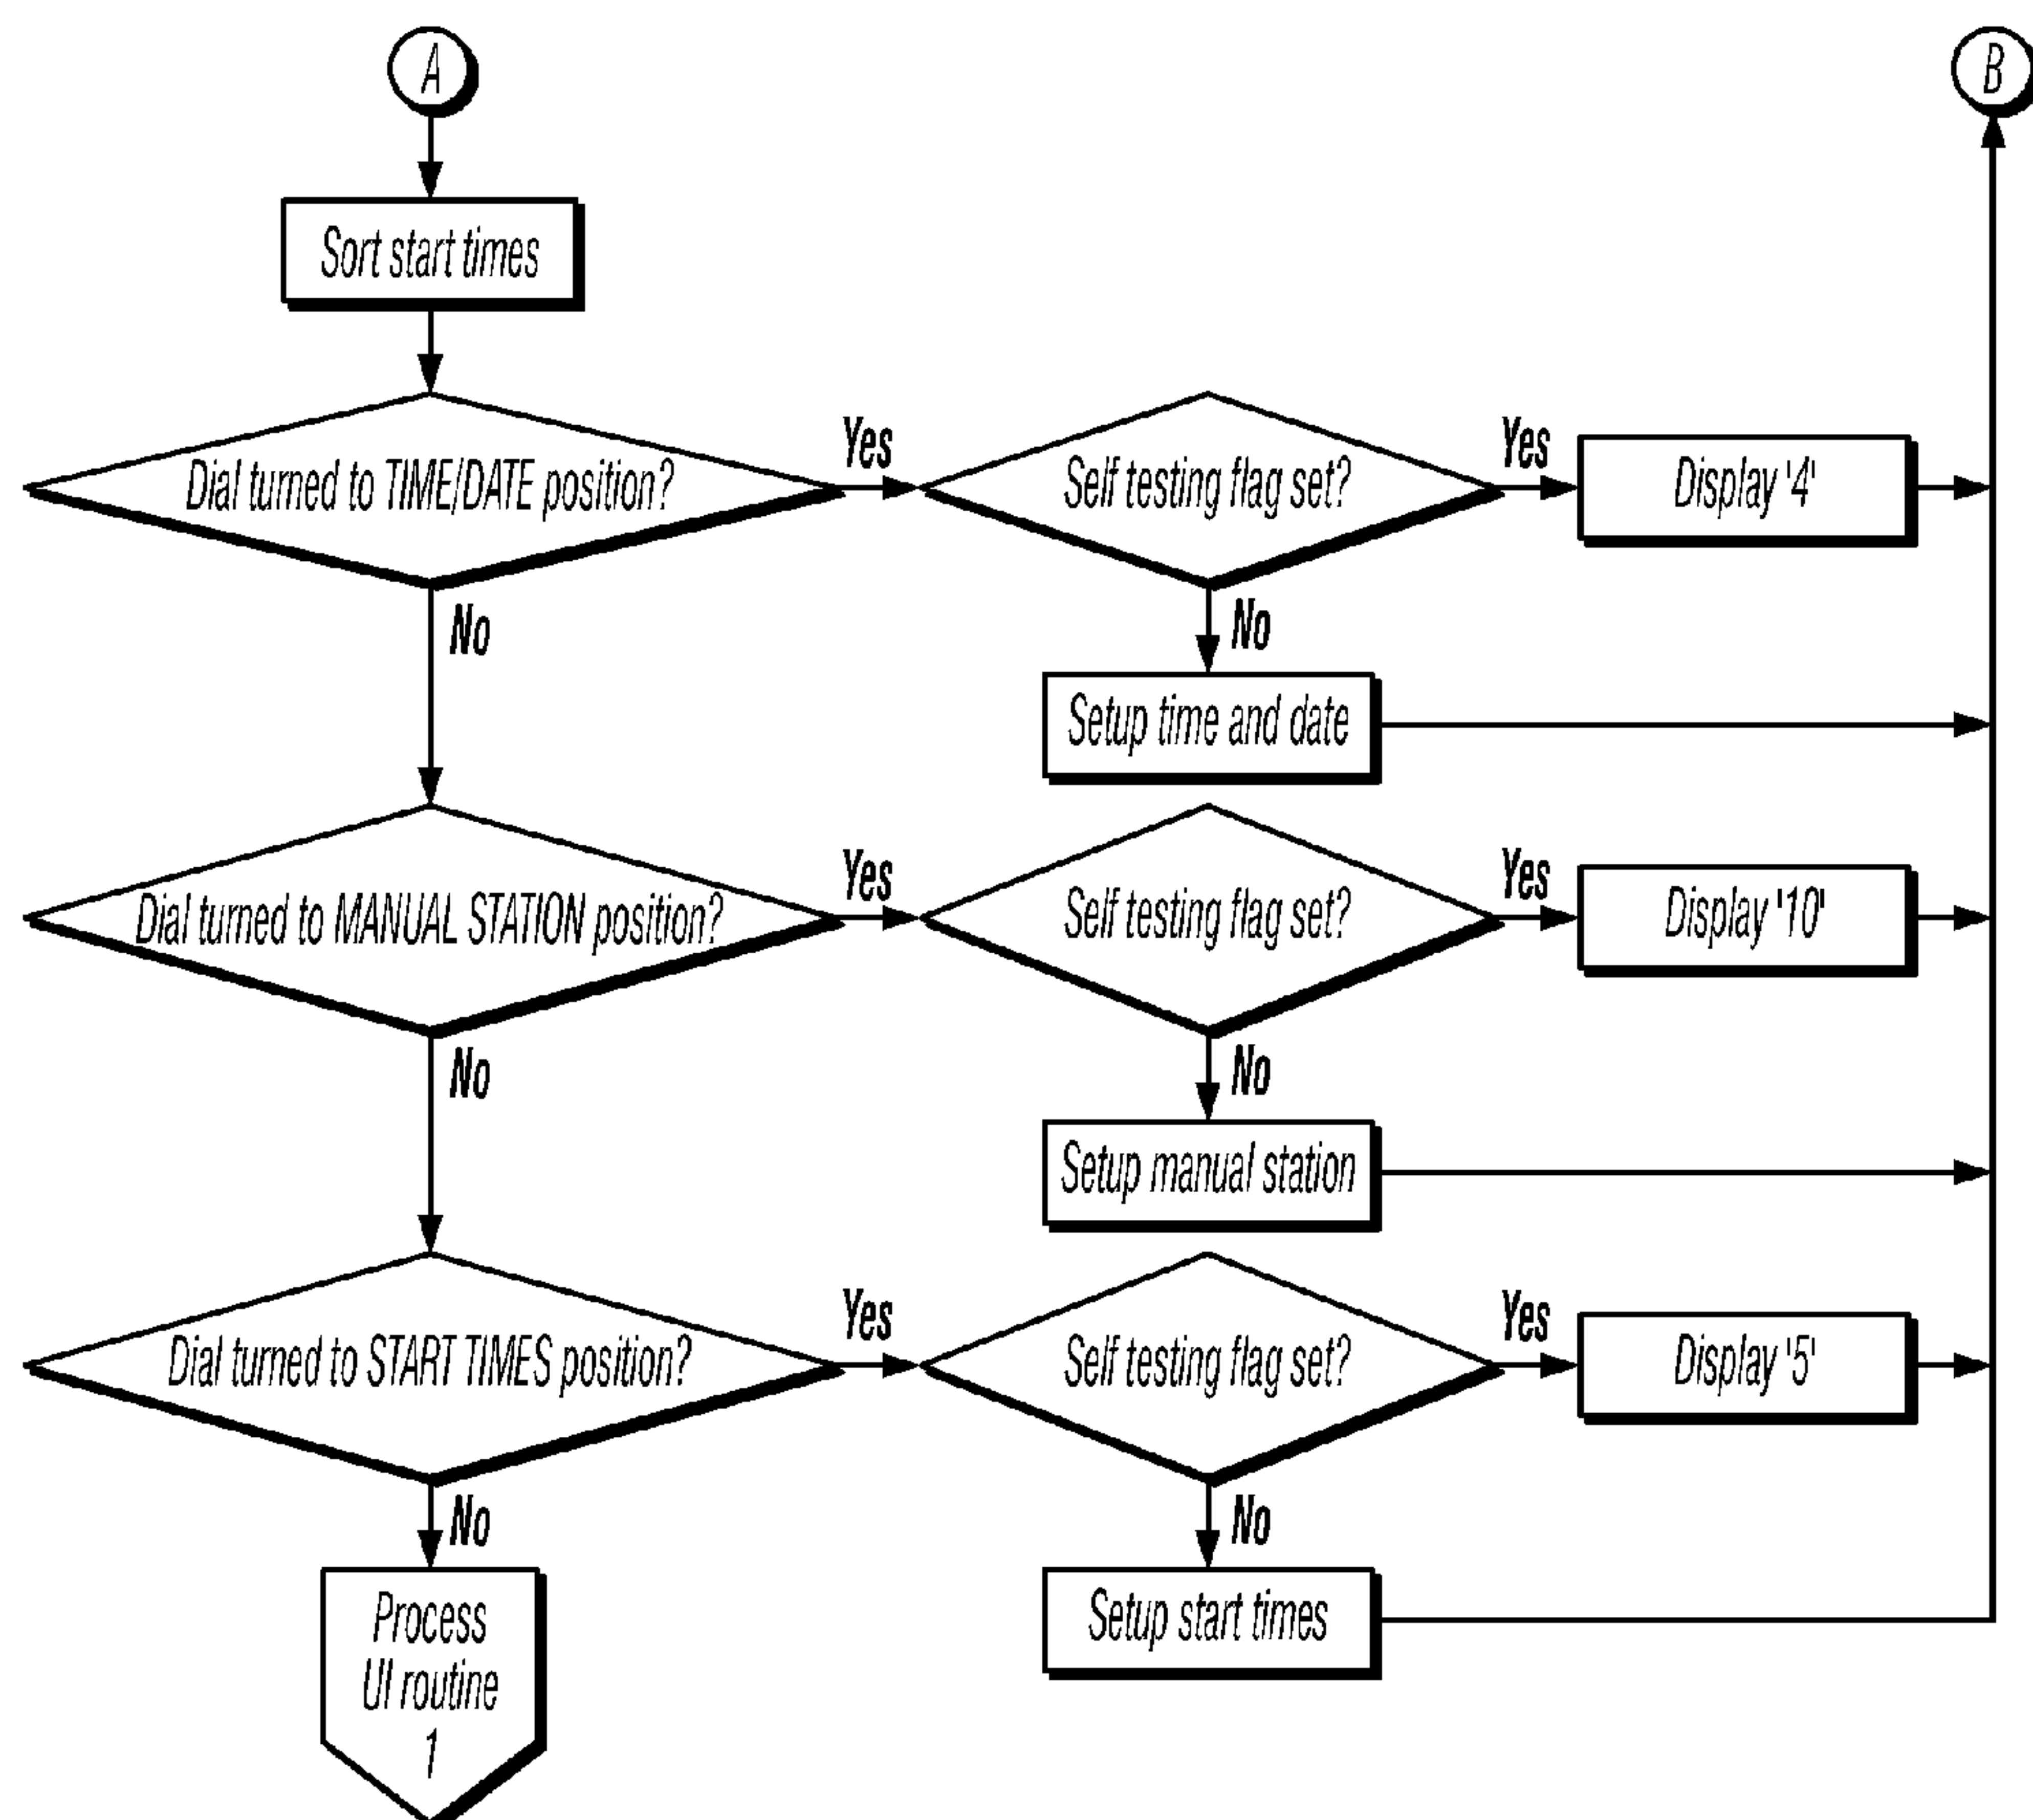 A
B
Sort start times
Dial turned to TIME/DATE position?
Yes
Self testing flag set?
Yes
Display '4'
No
No
Setup time and date
Dial turned to MANUAL STATION position?
Yes
Self testing flag set?
Yes
Display '10'
No
No
Setup manual station
Dial turned to START TIMES position?
Yes
Self testing flag set?
Yes
Display '5'
No
No
Setup start times
Process
UI routine
1